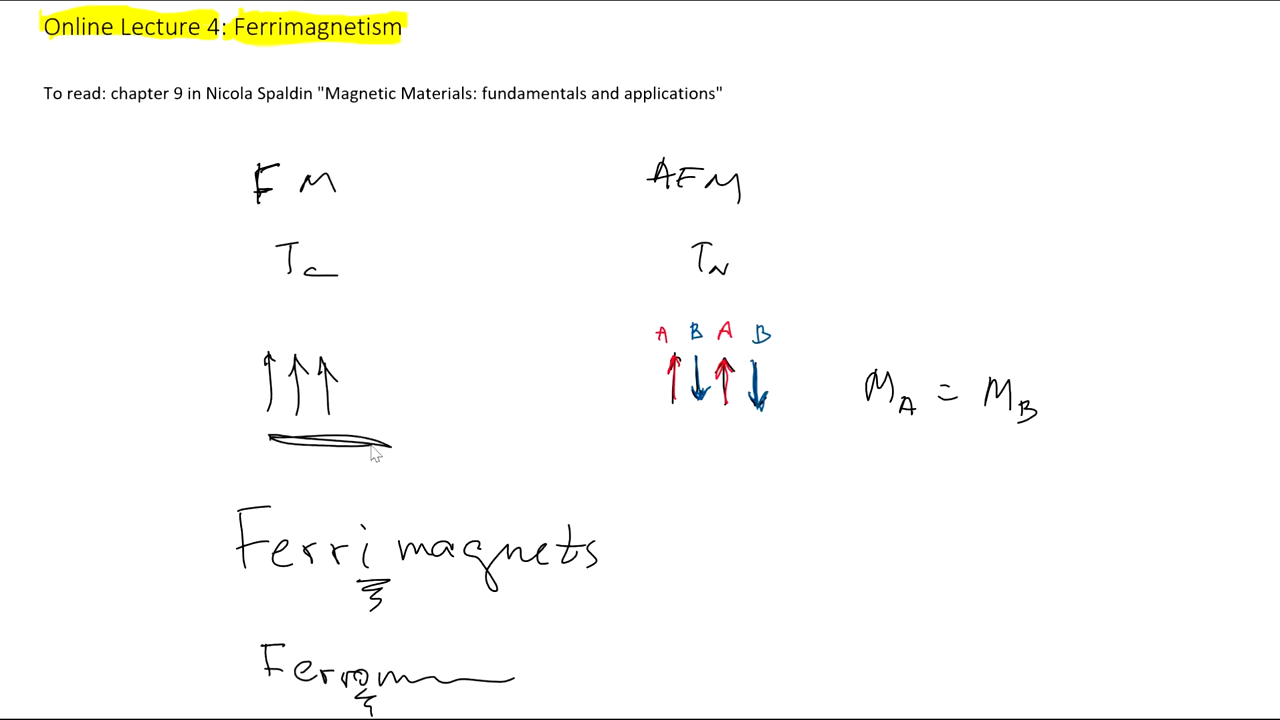 Online Lecture 4: Ferrimagnetism
To read: chapter 9 in Nicola Spaldin "Magnetic Materials: fundamentals and applications"
FM AFM
Tc TN
A B A B
MA = MB
Ferrimagnets
Ferrom